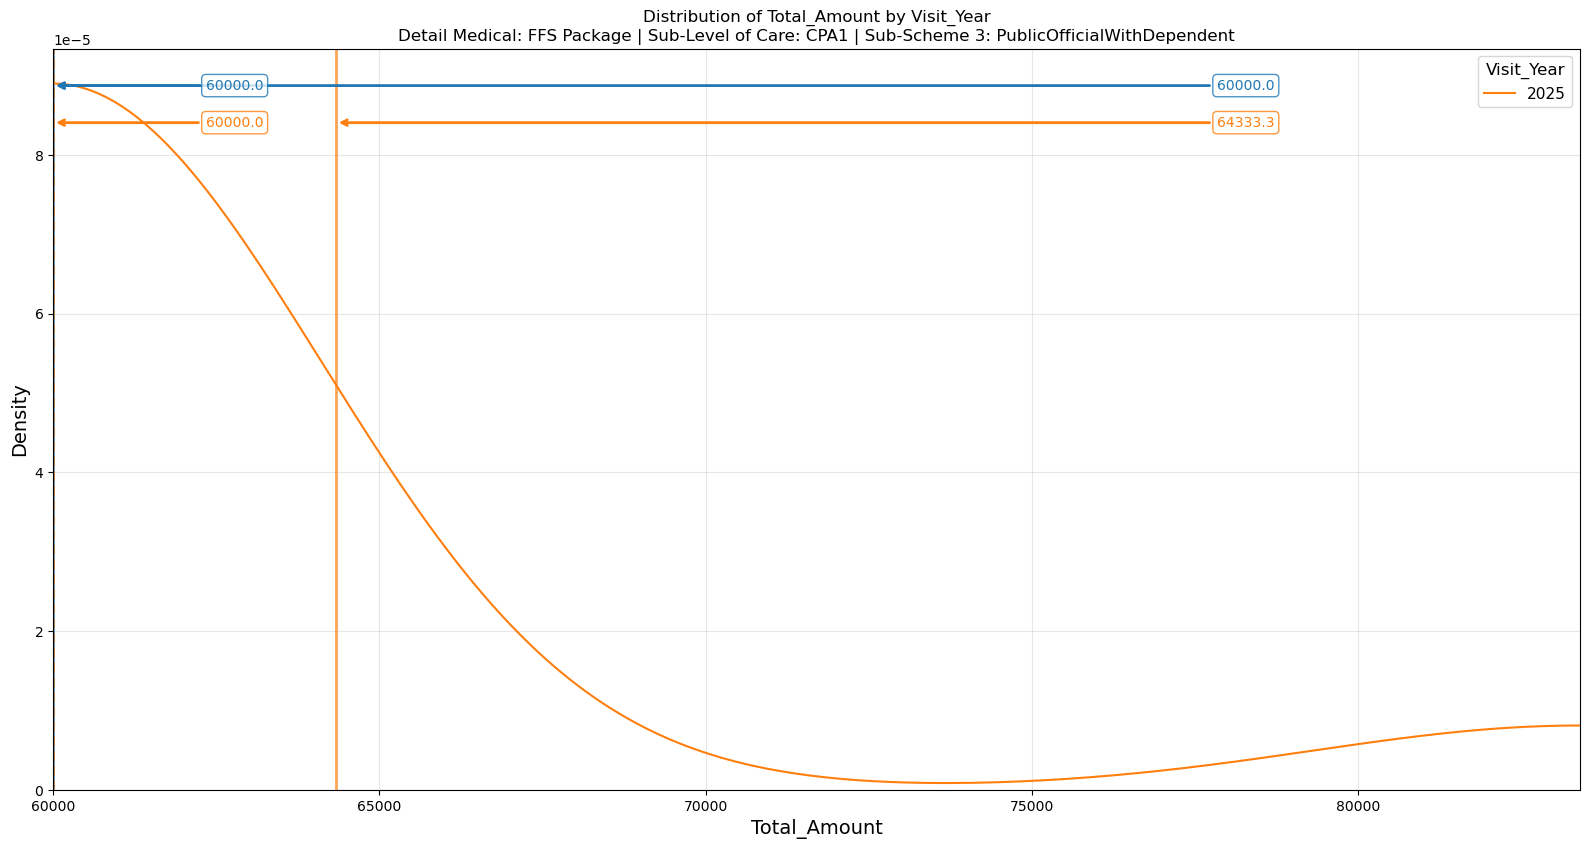 Distribution of Total_Amount by Visit_Year
Detail Medical: FFS Package | Sub-Level of Care: CPA1 | Sub-Scheme 3: PublicOfficialWithDependent
1e−5
Visit_Year
2025
60000.0
60000.0
60000.0
64333.3
8
6
4
2
0
Density
60000
65000
70000
75000
80000
Total_Amount